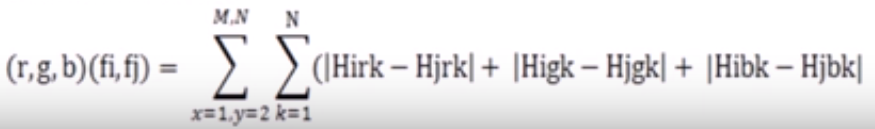 M,N N
(r,g,b)(fi,fj) = ∑ ∑ (|Hirk – Hjrk| + |Higk – Hjgk| + |Hibk – Hjbk|
x=1,y=2 k=1